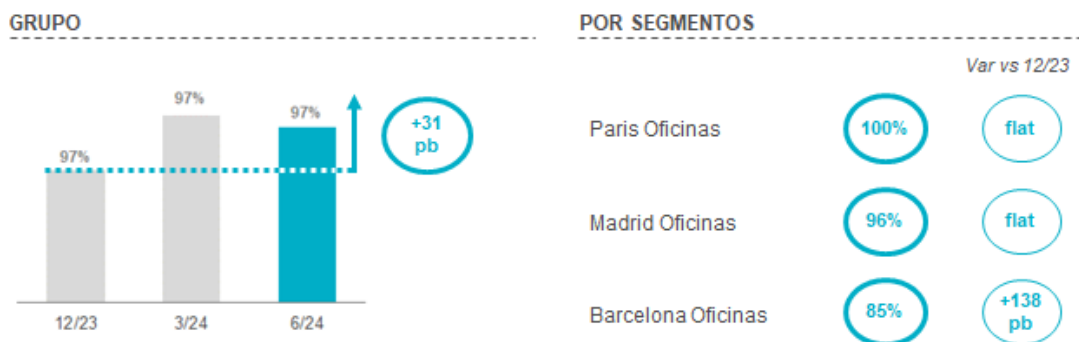 GRUPO
97%
97%
97%
+31
pb
12/23
3/24
6/24
POR SEGMENTOS
Var vs 12/23
Paris Oficinas
100%
flat
Madrid Oficinas
96%
flat
Barcelona Oficinas
85%
+138
pb